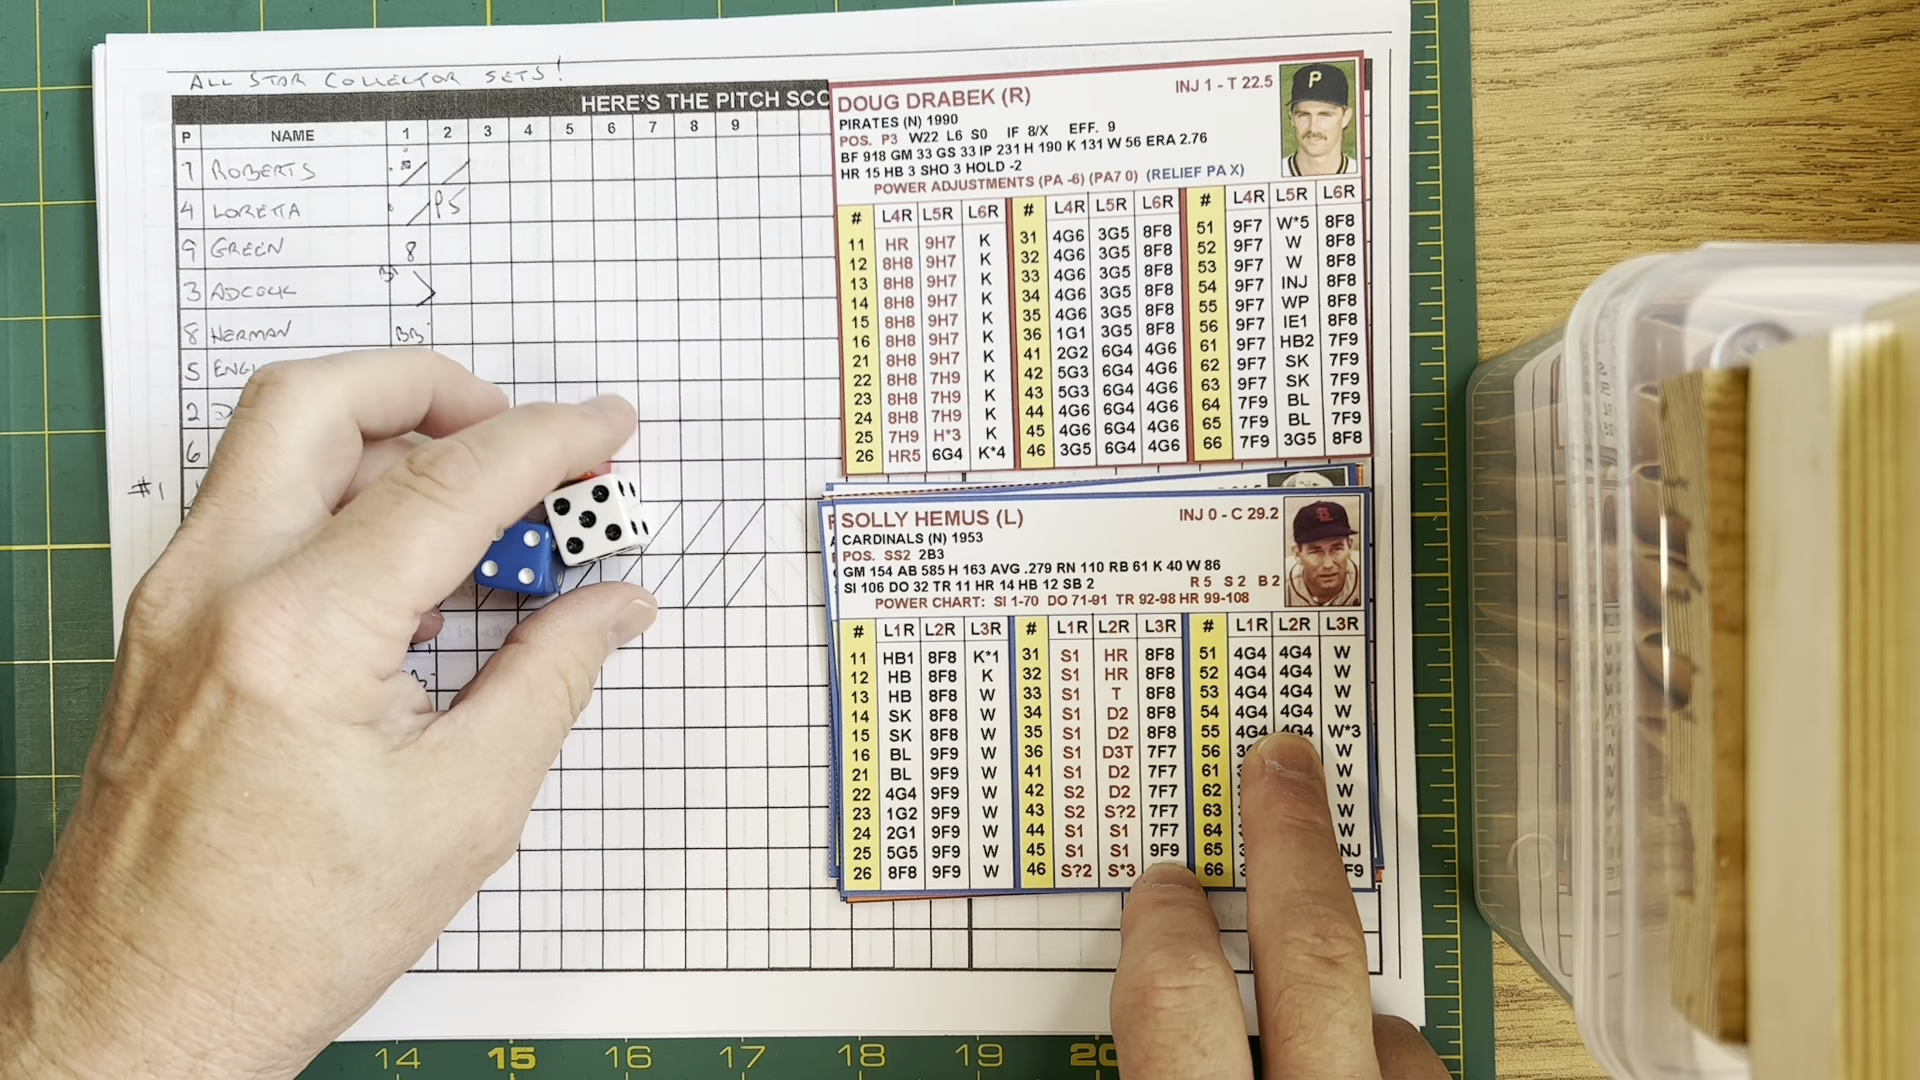 ALL STAR COLLECTOR SETS!
HERE'S THE PITCH SCO
P NAME 1 2 3 4 5 6 7 8 9
7 ROBERTS
4 LORETTA P5
9 GREEN 8
3 ADCOCK
8 HERMAN BB
5 ENGL
2 D
6
#1
DOUG DRABEK (R) INJ 1 - T 22.5
PIRATES (N) 1990
POS. P3 W22 L6 S0 IF 8/X EFF. 9
BF 918 GM 33 GS 33 IP 231 H 190 K 131 W 56 ERA 2.76
HR 15 HB 3 SHO 3 HOLD -2
POWER ADJUSTMENTS (PA -6) (PA7 0) (RELIEF PA X)
# L4R L5R L6R # L4R L5R L6R # L4R L5R L6R
11 HR 9H7 K 31 4G6 3G5 8F8 51 9F7 W*5 8F8
12 8H8 9H7 K 32 4G6 3G5 8F8 52 9F7 W 8F8
13 8H8 9H7 K 33 4G6 3G5 8F8 53 9F7 W 8F8
14 8H8 9H7 K 34 4G6 3G5 8F8 54 9F7 INJ 8F8
15 8H8 9H7 K 35 4G6 3G5 8F8 55 9F7 WP 8F8
16 8H8 9H7 K 36 1G1 3G5 8F8 56 9F7 IE1 8F8
21 8H8 9H7 K 41 2G2 6G4 4G6 61 9F7 HB2 7F9
22 8H8 7H9 K 42 5G3 6G4 4G6 62 9F7 SK 7F9
23 8H8 7H9 K 43 5G3 6G4 4G6 63 9F7 SK 7F9
24 8H8 7H9 K 44 4G6 6G4 4G6 64 7F9 BL 7F9
25 7H9 H*3 K 45 4G6 6G4 4G6 65 7F9 BL 7F9
26 HR5 6G4 K*4 46 3G5 6G4 4G6 66 7F9 3G5 8F8
SOLLY HEMUS (L) INJ 0 - C 29.2
CARDINALS (N) 1953
POS. SS2 2B3
GM 154 AB 585 H 163 AVG .279 RN 110 RB 61 K 40 W 86
SI 106 DO 32 TR 11 HR 14 HB 12 SB 2 R 5 S 2 B 2
POWER CHART: SI 1-70 DO 71-91 TR 92-98 HR 99-108
# L1R L2R L3R # L1R L2R L3R # L1R L2R L3R
11 HB1 8F8 K*1 31 S1 HR 8F8 51 4G4 4G4 W
12 HB 8F8 K 32 S1 HR 8F8 52 4G4 4G4 W
13 HB 8F8 W 33 S1 T 8F8 53 4G4 4G4 W
14 SK 8F8 W 34 S1 D2 8F8 54 4G4 4G4 W
15 SK 8F8 W 35 S1 D2 8F8 55 4G4 4G4 W*3
16 BL 9F9 W 36 S1 D3T 7F7 56 W
21 BL 9F9 W 41 S1 D2 7F7 61 W
22 4G4 9F9 W 42 S2 D2 7F7 62 W
23 1G2 9F9 W 43 S2 S?2 7F7 63 W
24 2G1 9F9 W 44 S1 S1 7F7 64 W
25 5G5 9F9 W 45 S1 S1 9F9 65 NJ
26 8F8 9F9 W 46 S?2 S*3 66 F9
14 15 16 17 18 19 20